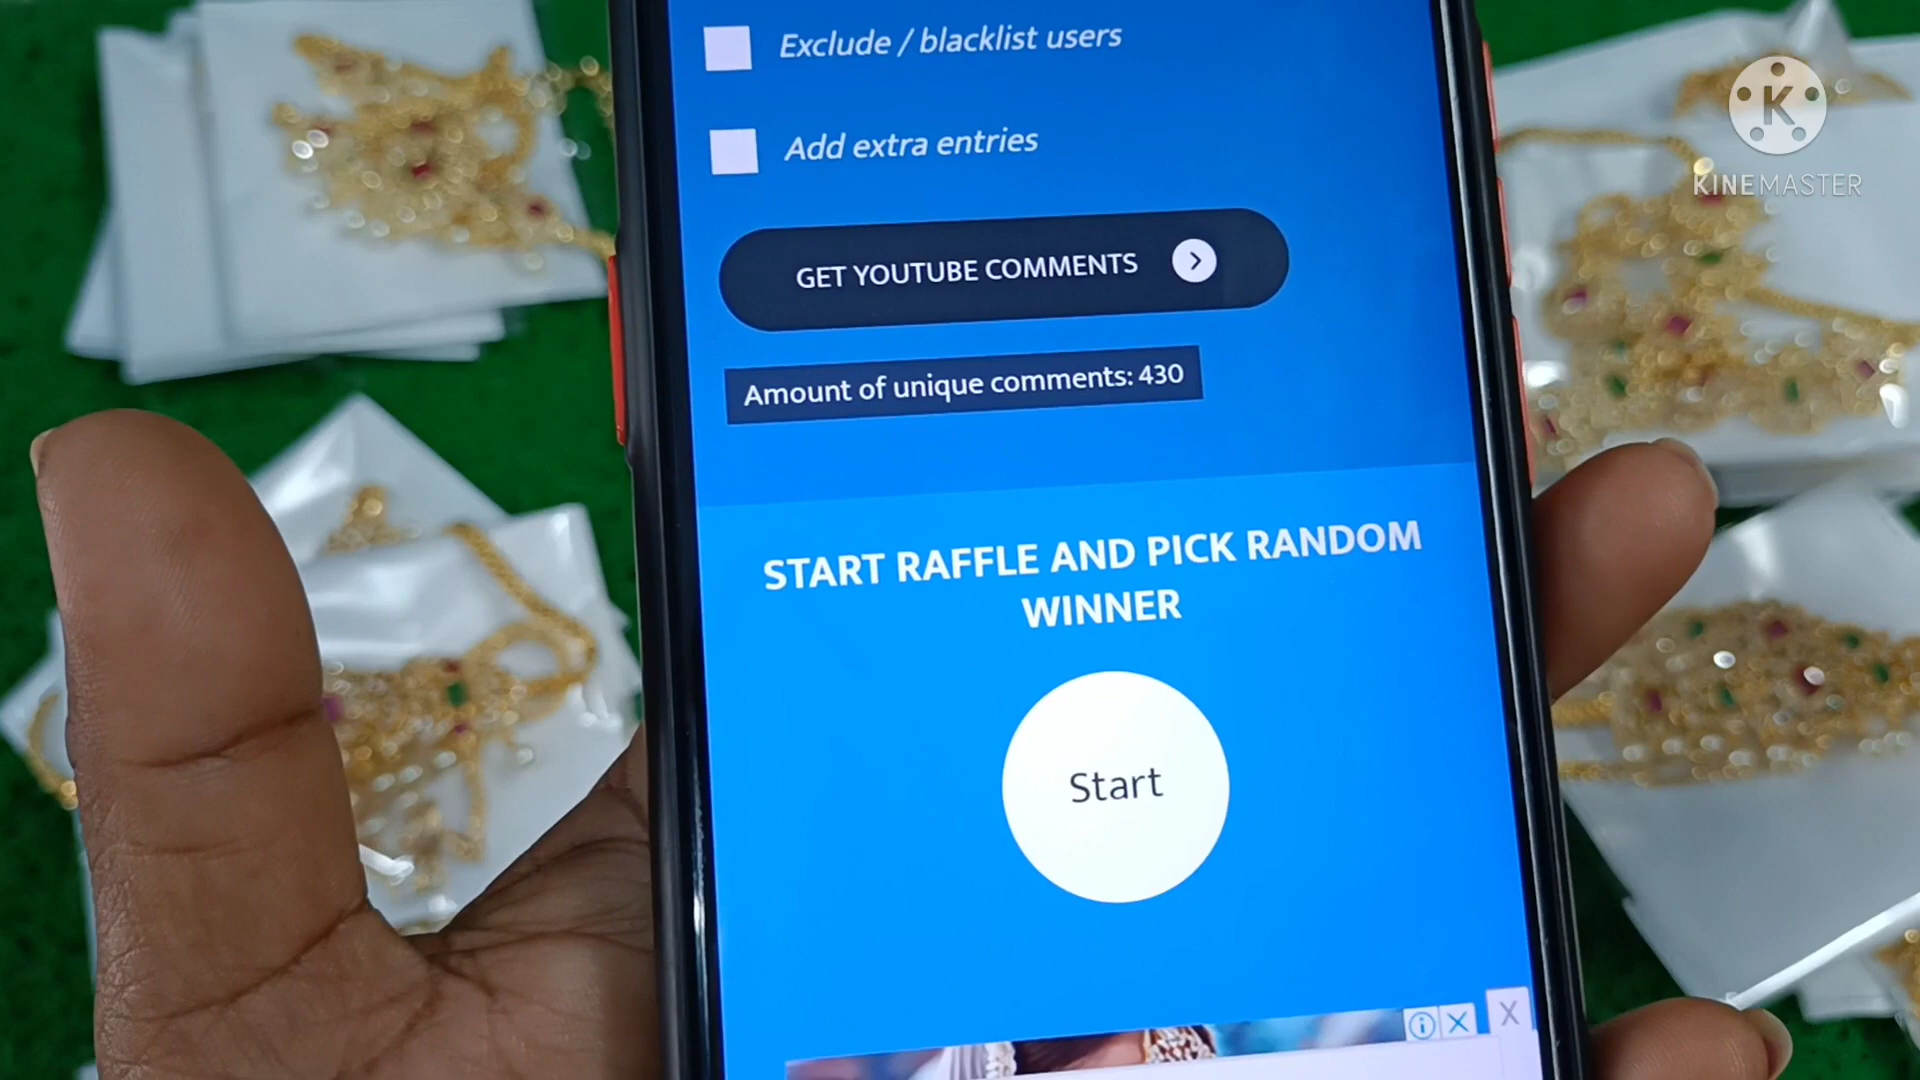 Exclude / blacklist users
Add extra entries
GET YOUTUBE COMMENTS
Amount of unique comments: 430
START RAFFLE AND PICK RANDOM
WINNER
Start
X
K
KINEMASTER